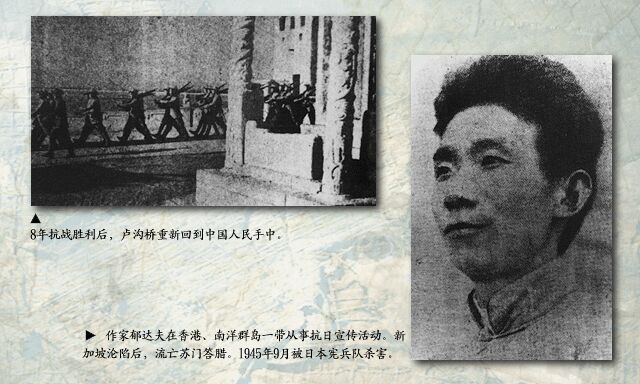 ▲
8年抗战胜利后，卢沟桥重新回到中国人民手中。
▶ 作家郁达夫在香港、南洋群岛一带从事抗日宣传活动。新
加坡沦陷后，流亡苏门答腊。1945年9月被日本宪兵队杀害。